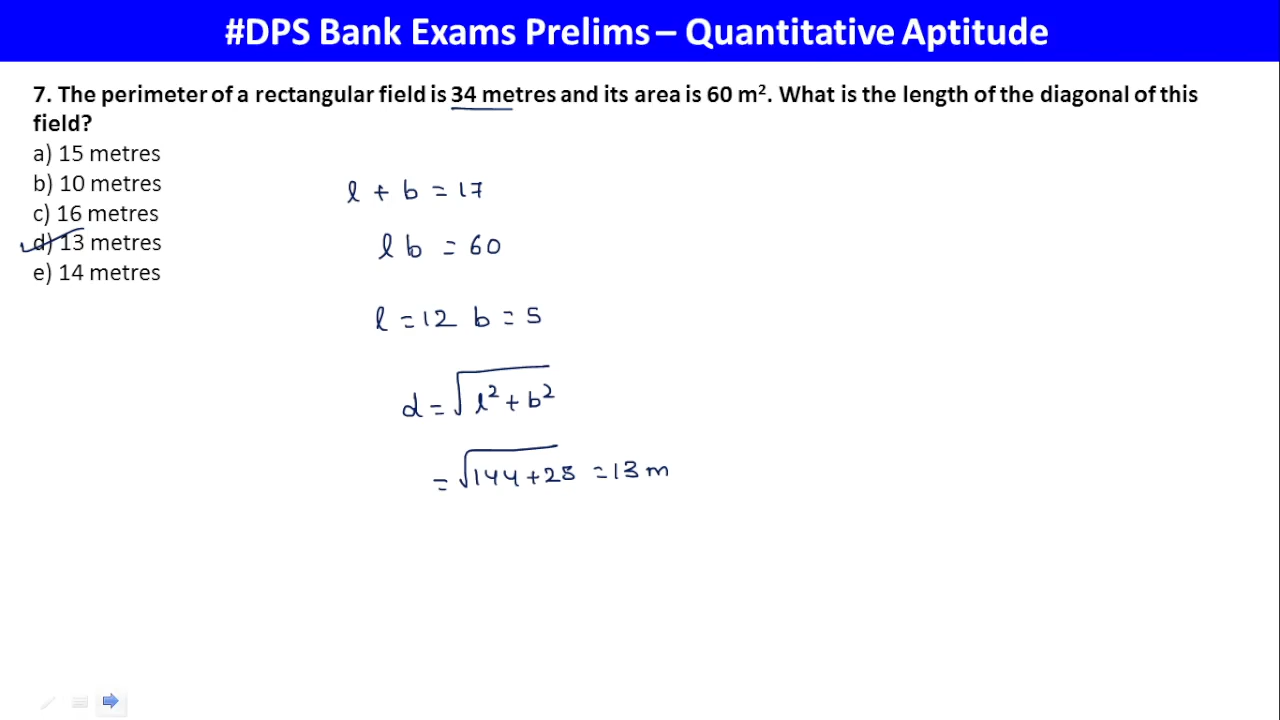 #DPS Bank Exams Prelims – Quantitative Aptitude
7. The perimeter of a rectangular field is 34 metres and its area is 60 m². What is the length of the diagonal of this
field?
a) 15 metres
b) 10 metres
c) 16 metres
d) 13 metres
e) 14 metres
l + b = 17
l b = 60
l = 12 b = 5
d = √l² + b²
= √144+25 = 13 m